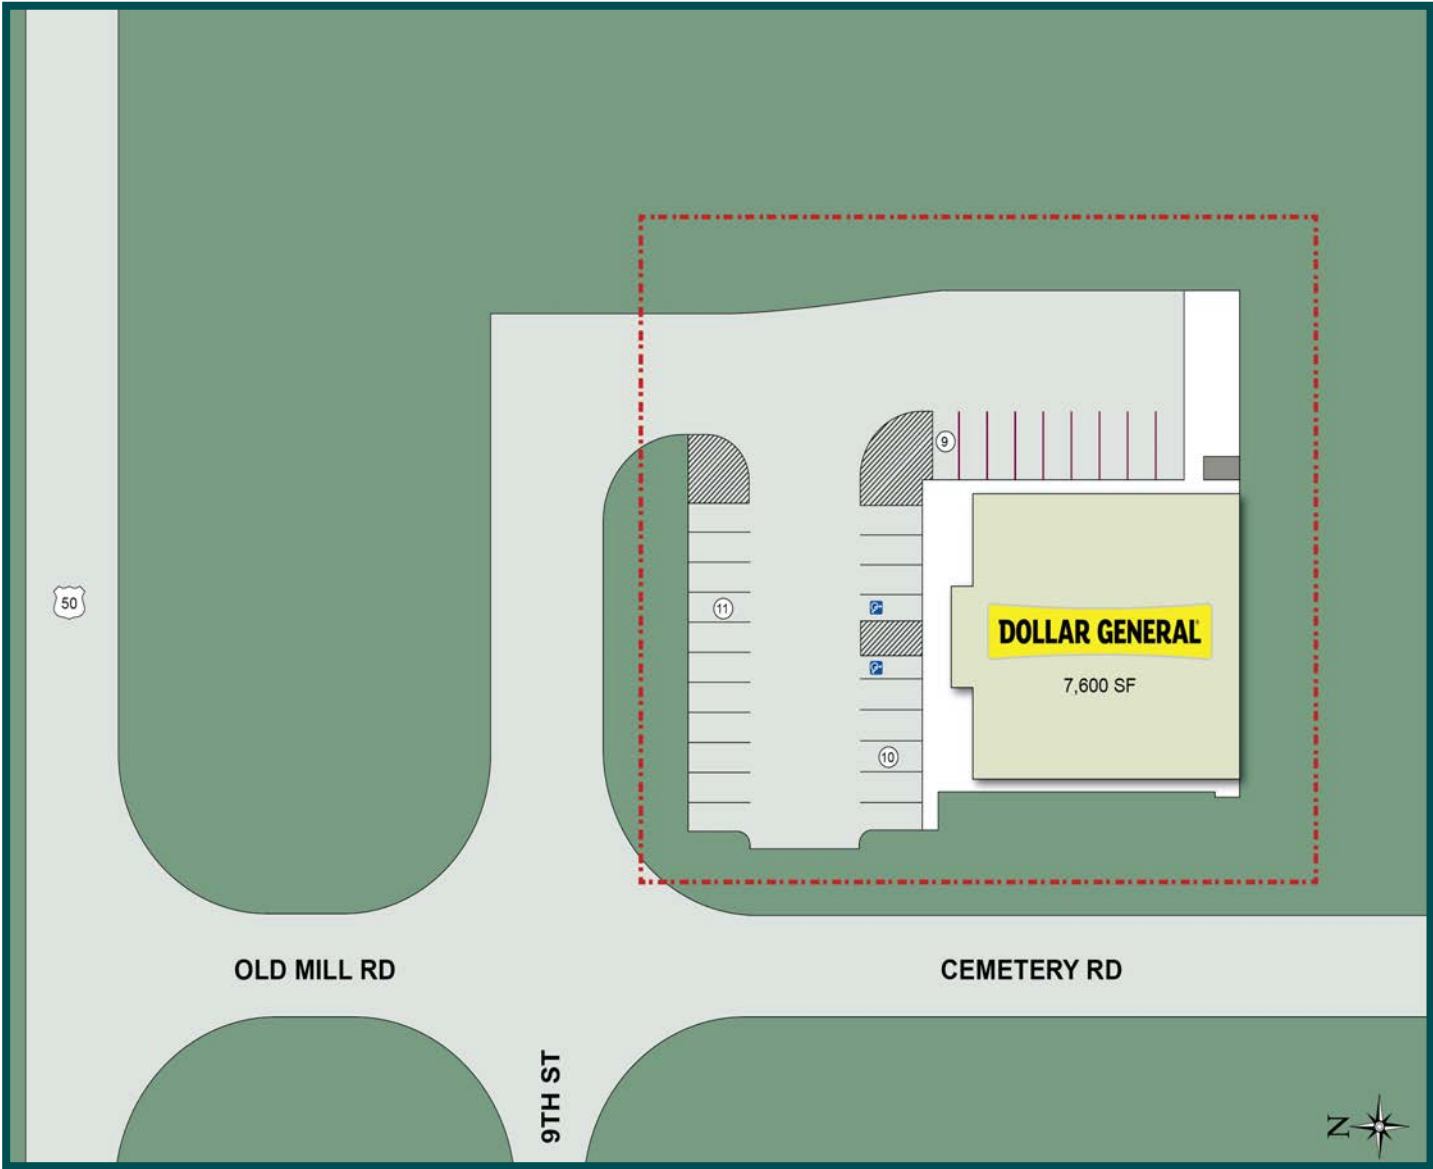 9
50
11
DOLLAR GENERAL
7,600 SF
10
OLD MILL RD
CEMETERY RD
9TH ST
N